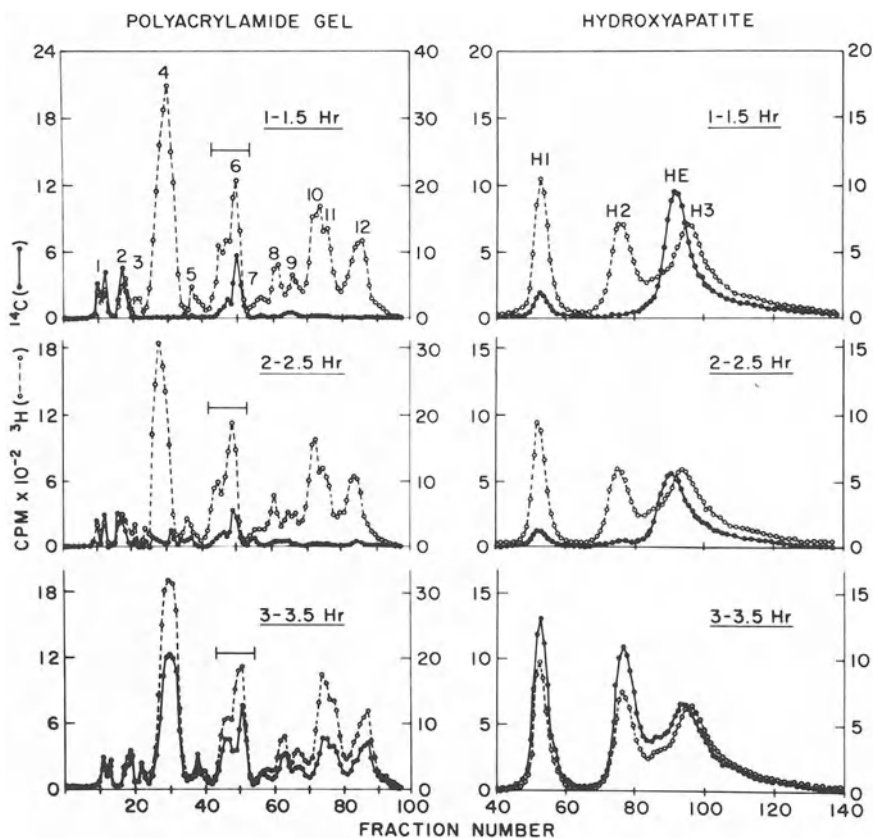 POLYACRYLAMIDE GEL
HYDROXYAPATITE
24 18 12 6 0
40 30 20 10 0
1 2 3 4 5 6 7 8 9 10 11 12
1-1.5 Hr
20 15 10 5 0
20 15 10 5 0
H1 H2 HE H3
1-1.5 Hr
18 12 6 0
30 20 10 0
2-2.5 Hr
15 10 5 0
15 10 5 0
2-2.5 Hr
18 12 6 0
30 20 10 0
3-3.5 Hr
15 10 5 0
15 10 5 0
3-3.5 Hr
20 40 60 80 100
40 60 80 100 120 140
CPM x 10⁻² ³H (○---○) ¹⁴C (●—●)
FRACTION NUMBER